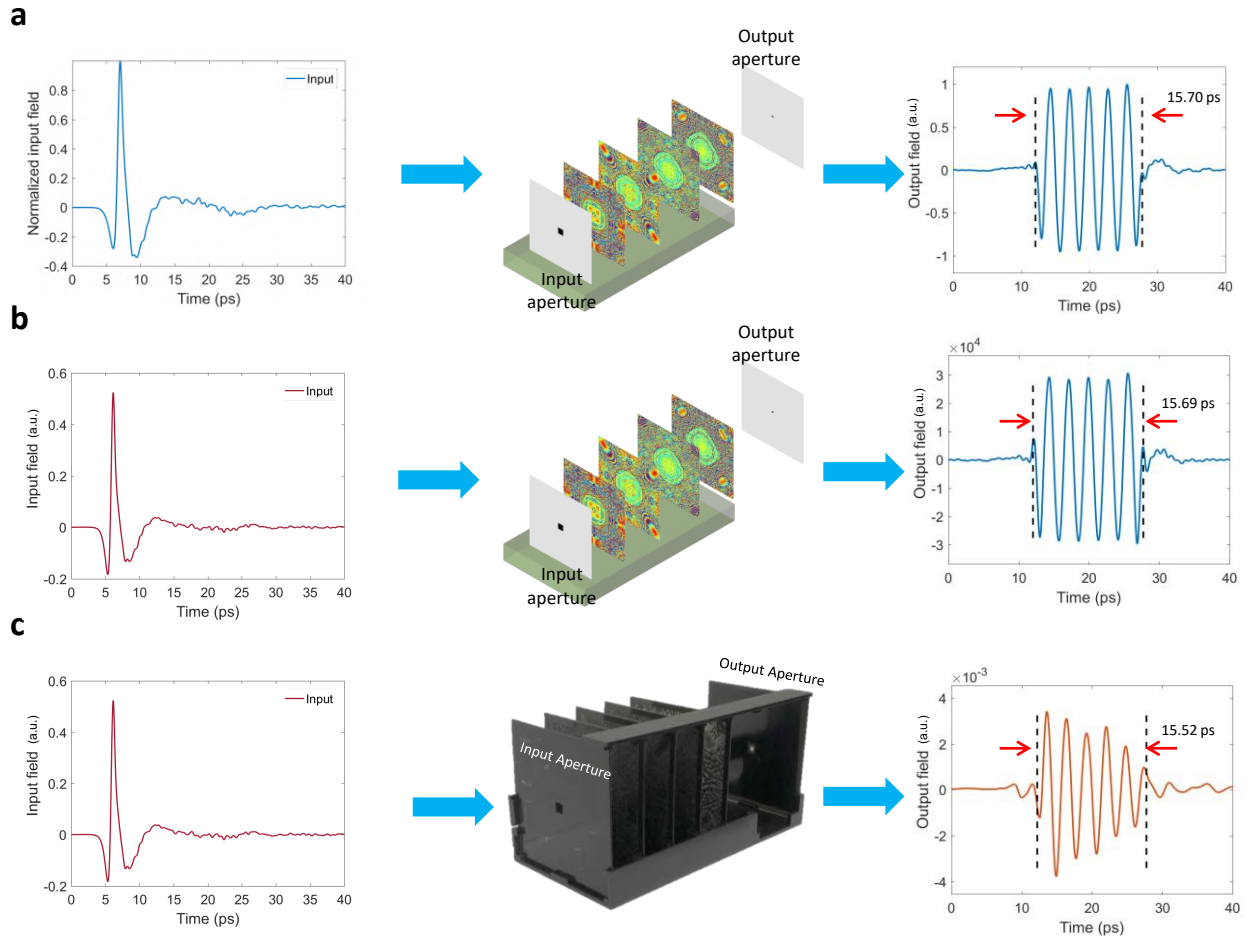 a
Normalized input field
0.8
0.6
0.4
0.2
0
-0.2
-0.4
0 5 10 15 20 25 30 35 40
Time (ps)
Input
Output
aperture
Input
aperture
Output field (a.u.)
1
0.5
0
-0.5
-1
0 10 20 30 40
Time (ps)
15.70 ps
b
Input field (a.u.)
0.6
0.4
0.2
0
-0.2
0 5 10 15 20 25 30 35 40
Time (ps)
Input
Output
aperture
Input
aperture
Output field (a.u.)
×10⁴
3
2
1
0
-1
-2
-3
0 10 20 30 40
Time (ps)
15.69 ps
c
Input field (a.u.)
0.6
0.4
0.2
0
-0.2
0 5 10 15 20 25 30 35 40
Time (ps)
Input
Output Aperture
Input Aperture
Output field (a.u.)
×10⁻³
4
2
0
-2
-4
0 10 20 30 40
Time (ps)
15.52 ps